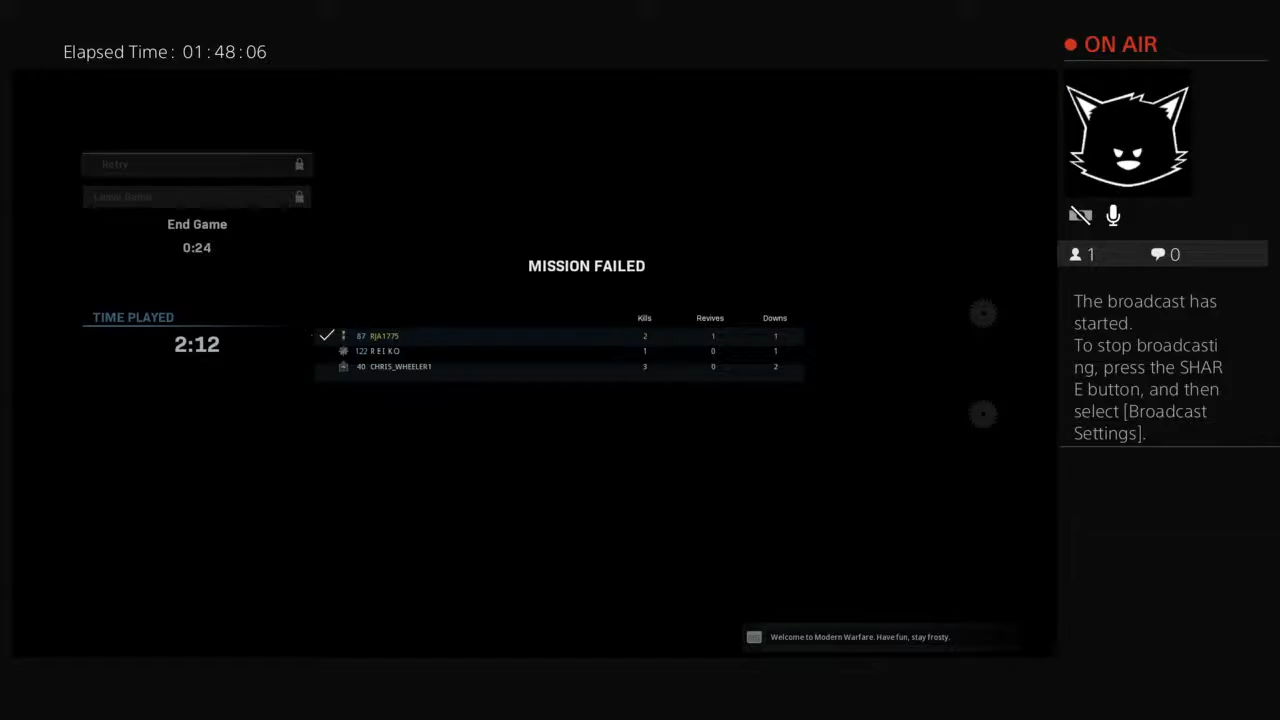 Elapsed Time: 01:48:06
ON AIR
Retry
Leave Game
End Game
0:24
MISSION FAILED
TIME PLAYED
2:12
Kills Revives Downs
87 RJA1775 2 1 1
122 R E I K O 1 0 1
40 CHRIS_WHEELER1 3 0 2
1 0
The broadcast has
started.
To stop broadcasti
ng, press the SHAR
E button, and then
select [Broadcast
Settings].
Welcome to Modern Warfare. Have fun, stay frosty.